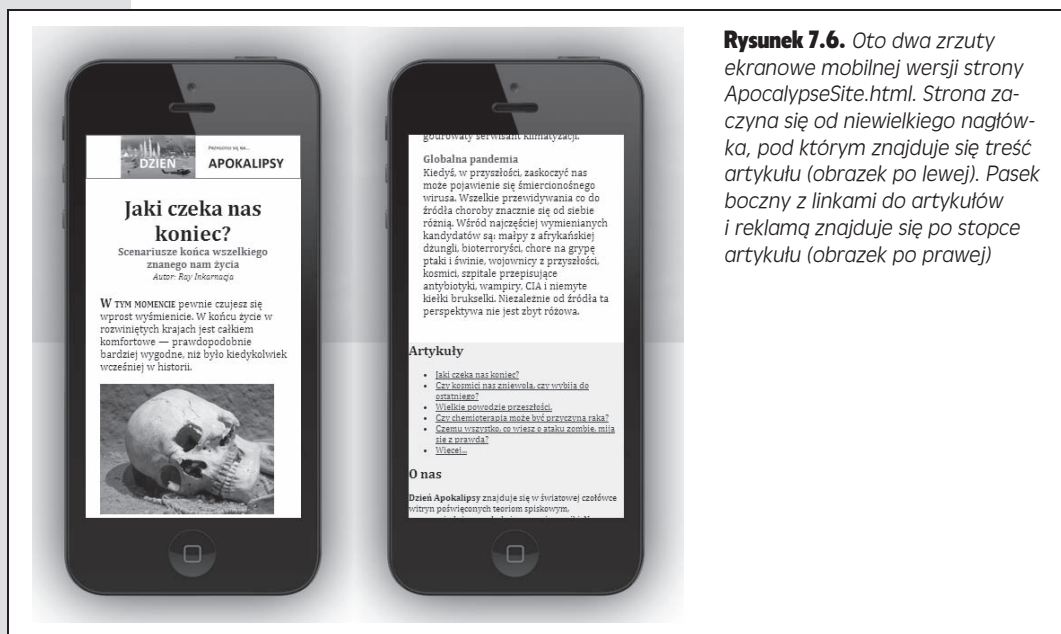 DZIEŃ
APOKALIPSY
Jaki czeka nas
koniec?
Scenariusze końca wszelkiego
znanego nam życia
Autor: Ray Inkarnacja
W TYM MOMENCIE pewnie czujesz się
wprost wyśmienicie. W końcu życie w
rozwiniętych krajach jest całkiem
komfortowe — prawdopodobnie
bardziej wygodne, niż było kiedykolwiek
wcześniej w historii.
gburowaty serwisant klimatyzacji.
Globalna pandemia
Kiedyś, w przyszłości, zaskoczyć nas
może pojawienie się śmiercionośnego
wirusa. Wszelkie przewidywania co do
źródła choroby znacznie się od siebie
różnią. Wśród najczęściej wymienianych
kandydatów są: małpy z afrykańskiej
dżungli, bioterroryści, chore na grypę
ptaki i świnie, wojownicy z przyszłości,
kosmici, szpitale przepisujące
antybiotyki, wampiry, CIA i niemyte
kiełki brukselki. Niezależnie od źródła ta
perspektywa nie jest zbyt różowa.
Artykuły
• Jaki czeka nas koniec?
• Czy kosmici nas zniewolą, czy wybiją do
ostatniego?
• Wielkie powodzie przeszłości.
• Czy chemioterapia może być przyczyną raka?
• Czemu wszystko, co wiesz o ataku zombie, mija
się z prawdą?
• Więcej...
O nas
Dzień Apokalipsy znajduje się w światowej czołówce
witryn poświęconych teoriom spiskowym,
Rysunek 7.6. Oto dwa zrzuty
ekranowe mobilnej wersji strony
ApocalypseSite.html. Strona za-
czyna się od niewielkiego nagłów-
ka, pod którym znajduje się treść
artykułu (obrazek po lewej). Pasek
boczny z linkami do artykułów
i reklamą znajduje się po stopce
artykułu (obrazek po prawej)